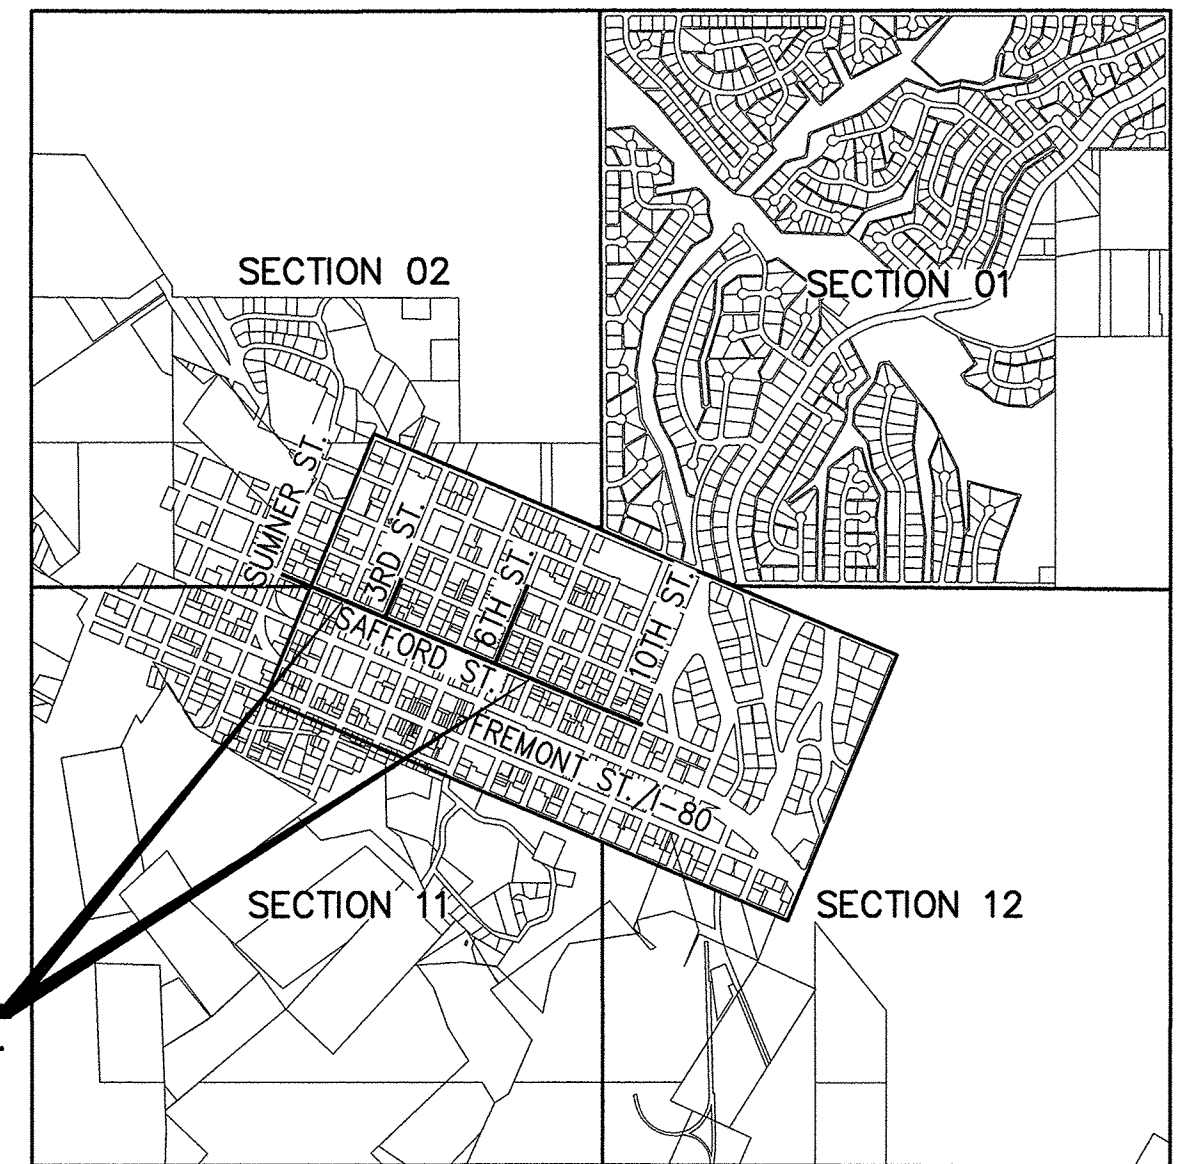 SECTION 02
SECTION 01
SUMNER ST.
3RD ST.
6TH ST.
10TH ST.
SAFFORD ST.
FREMONT ST./I-80
SECTION 11
SECTION 12